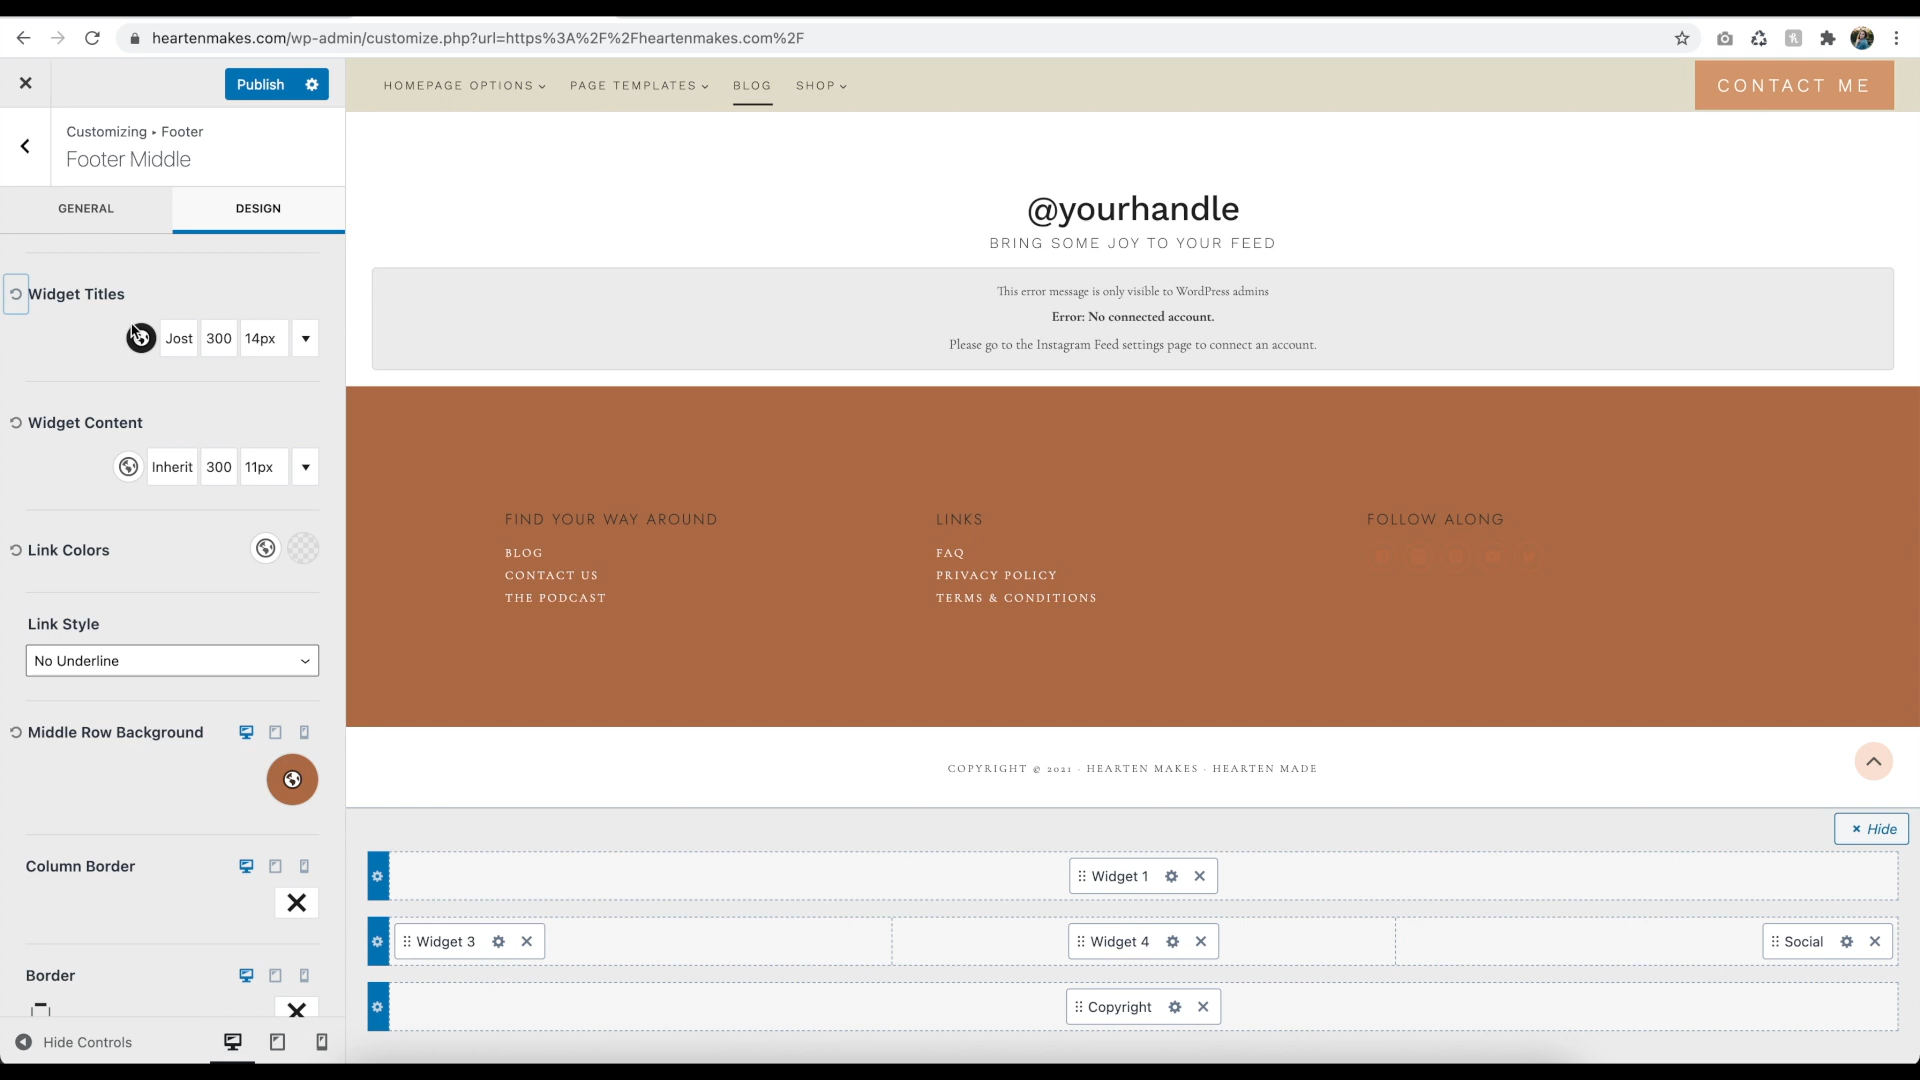 heartenmakes.com/wp-admin/customize.php?url=https%3A%2F%2Fheartenmakes.com%2F
Publish
Customizing ▸ Footer
Footer Middle
GENERAL
DESIGN
Widget Titles
Jost
300
14px
Widget Content
Inherit
300
11px
Link Colors
Link Style
No Underline
Middle Row Background
Column Border
Border
Hide Controls
HOMEPAGE OPTIONS
PAGE TEMPLATES
BLOG
SHOP
CONTACT ME
@yourhandle
BRING SOME JOY TO YOUR FEED
This error message is only visible to WordPress admins
Error: No connected account.
Please go to the Instagram Feed settings page to connect an account.
FIND YOUR WAY AROUND
BLOG
CONTACT US
THE PODCAST
LINKS
FAQ
PRIVACY POLICY
TERMS & CONDITIONS
FOLLOW ALONG
COPYRIGHT © 2021 · HEARTEN MAKES · HEARTEN MADE
Hide
Widget 1
Widget 3
Widget 4
Social
Copyright